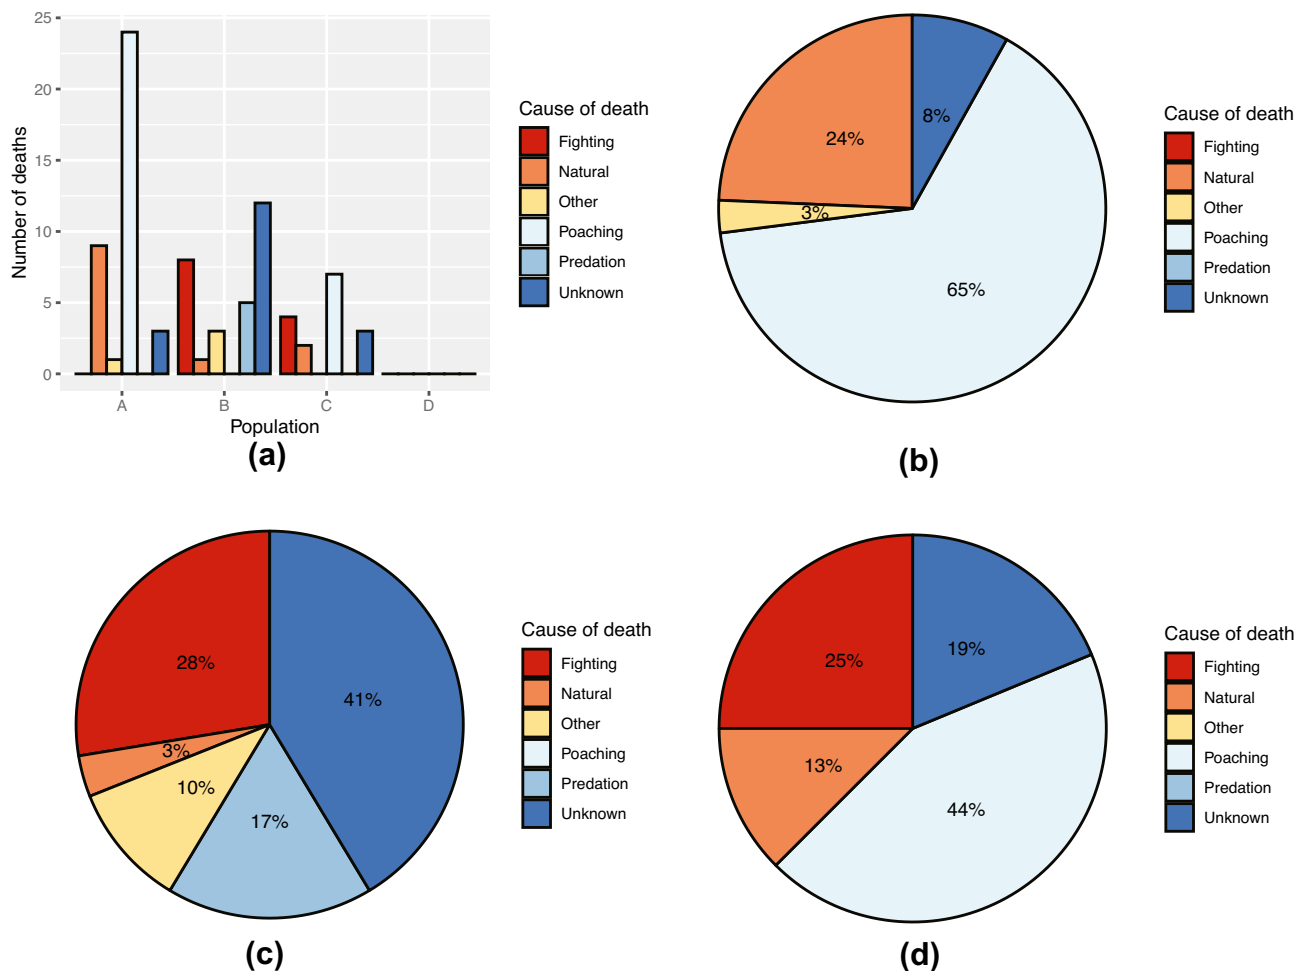 25
20
15
10
5
0
Number of deaths
A B C D
Population
(a)
Cause of death
Fighting
Natural
Other
Poaching
Predation
Unknown
8%
24%
3%
65%
(b)
Cause of death
Fighting
Natural
Other
Poaching
Predation
Unknown
28%
41%
3%
10%
17%
(c)
Cause of death
Fighting
Natural
Other
Poaching
Predation
Unknown
25%
19%
13%
44%
(d)
Cause of death
Fighting
Natural
Other
Poaching
Predation
Unknown